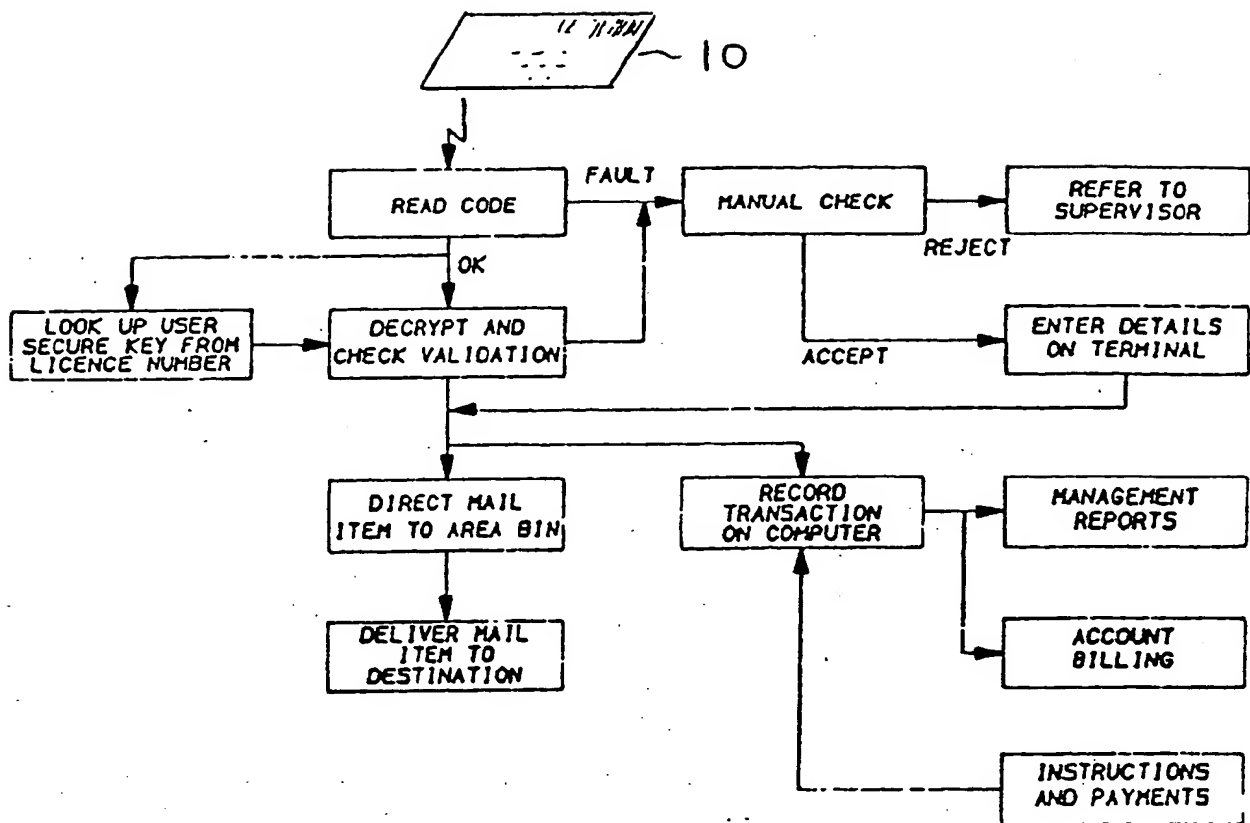 10
READ CODE
FAULT
MANUAL CHECK
REFER TO
SUPERVISOR
REJECT
OK
LOOK UP USER
SECURE KEY FROM
LICENCE NUMBER
DECRYPT AND
CHECK VALIDATION
ACCEPT
ENTER DETAILS
ON TERMINAL
DIRECT MAIL
ITEM TO AREA BIN
RECORD
TRANSACTION
ON COMPUTER
MANAGEMENT
REPORTS
DELIVER MAIL
ITEM TO
DESTINATION
ACCOUNT
BILLING
INSTRUCTIONS
AND PAYMENTS